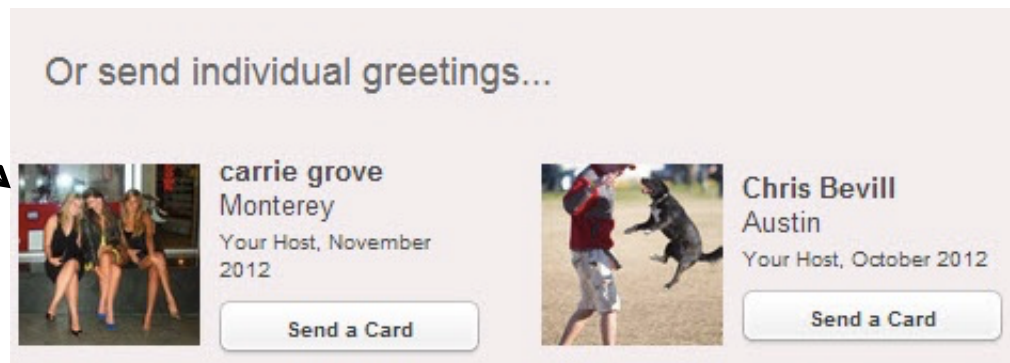 Or send individual greetings...
carrie grove
Monterey
Your Host, November
2012
Send a Card
Chris Bevill
Austin
Your Host, October 2012
Send a Card